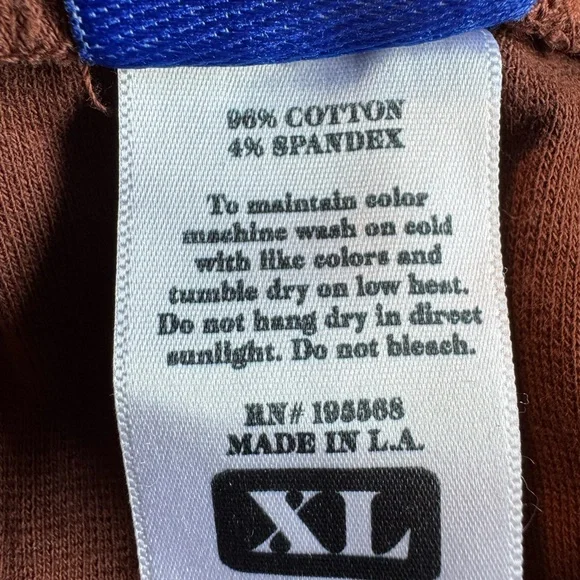 96% COTTON
4% SPANDEX
To maintain color
machine wash on cold
with like colors and
tumble dry on low heat.
Do not hang dry in direct
sunlight. Do not bleach.
RN# 195568
MADE IN L.A.
XL